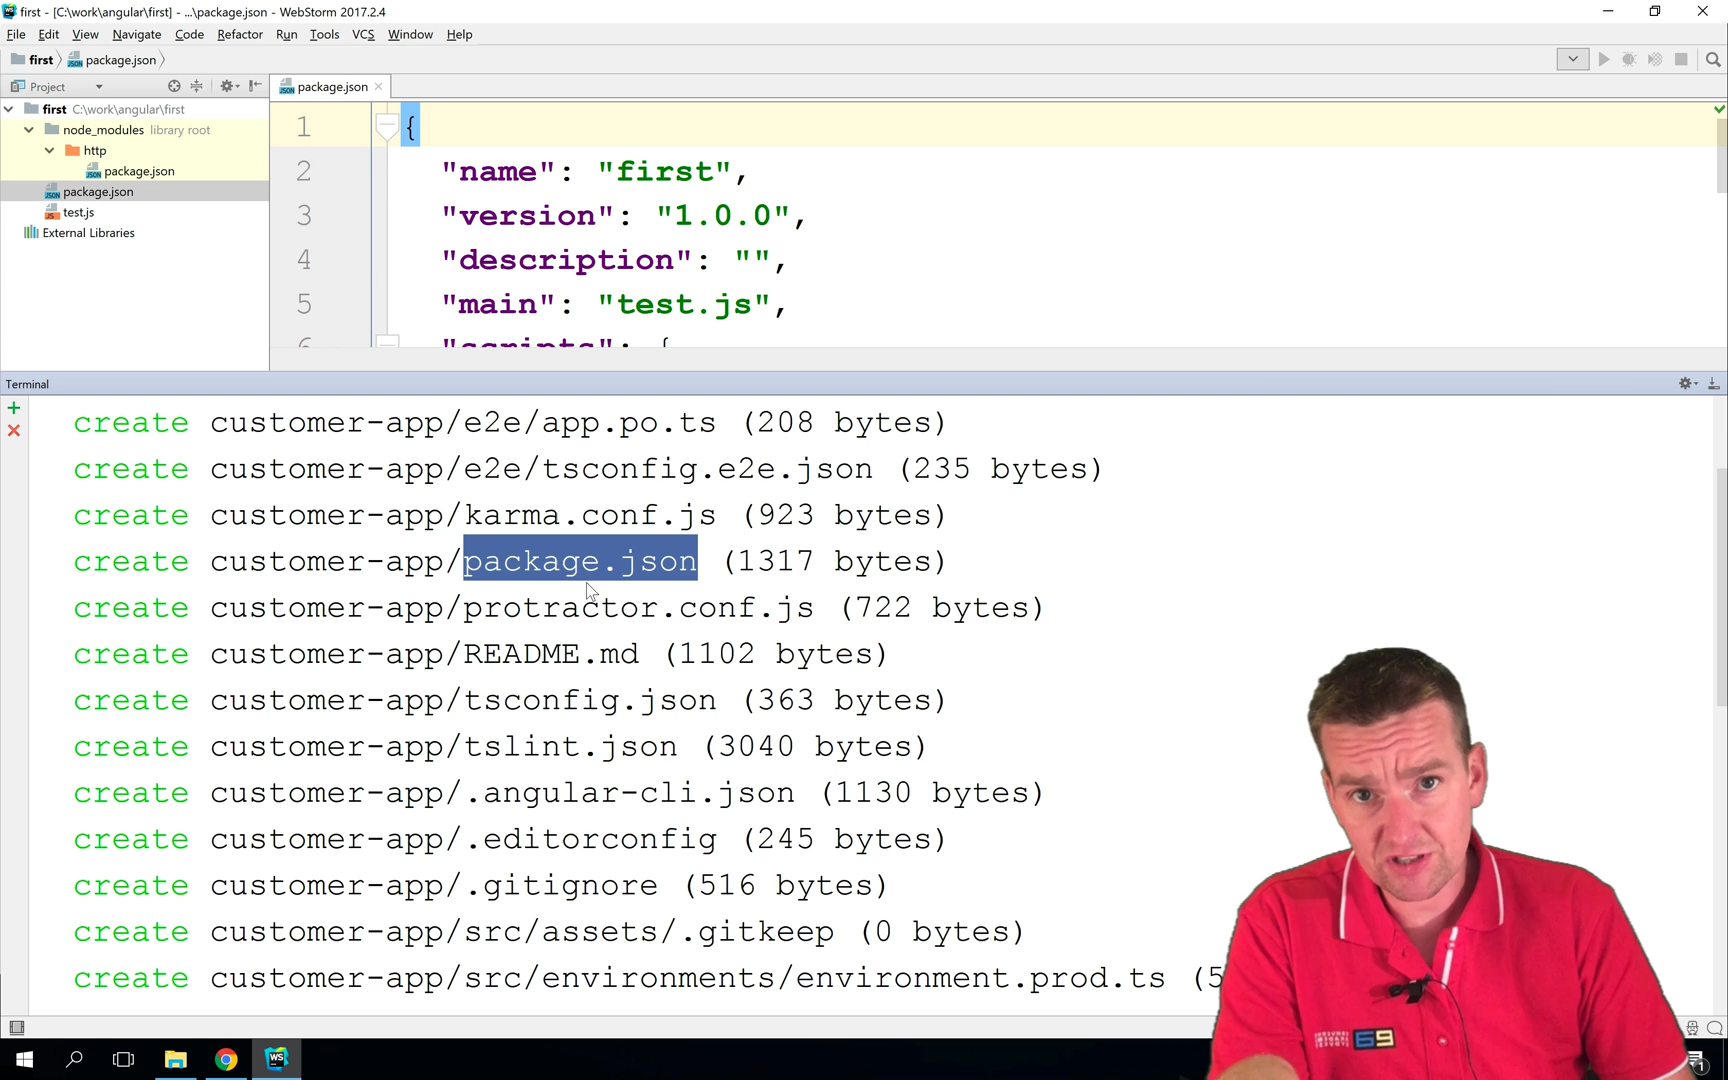 first - [C:\work\angular\first] - ...\package.json - WebStorm 2017.2.4
File Edit View Navigate Code Refactor Run Tools VCS Window Help
first package.json
Project
package.json
first C:\work\angular\first
node_modules library root
http
package.json
package.json
test.js
External Libraries
1 {
2 "name": "first",
3 "version": "1.0.0",
4 "description": "",
5 "main": "test.js",
6 "scripts": {
Terminal
create customer-app/e2e/app.po.ts (208 bytes)
create customer-app/e2e/tsconfig.e2e.json (235 bytes)
create customer-app/karma.conf.js (923 bytes)
create customer-app/package.json (1317 bytes)
create customer-app/protractor.conf.js (722 bytes)
create customer-app/README.md (1102 bytes)
create customer-app/tsconfig.json (363 bytes)
create customer-app/tslint.json (3040 bytes)
create customer-app/.angular-cli.json (1130 bytes)
create customer-app/.editorconfig (245 bytes)
create customer-app/.gitignore (516 bytes)
create customer-app/src/assets/.gitkeep (0 bytes)
create customer-app/src/environments/environment.prod.ts (5
69
WS
1